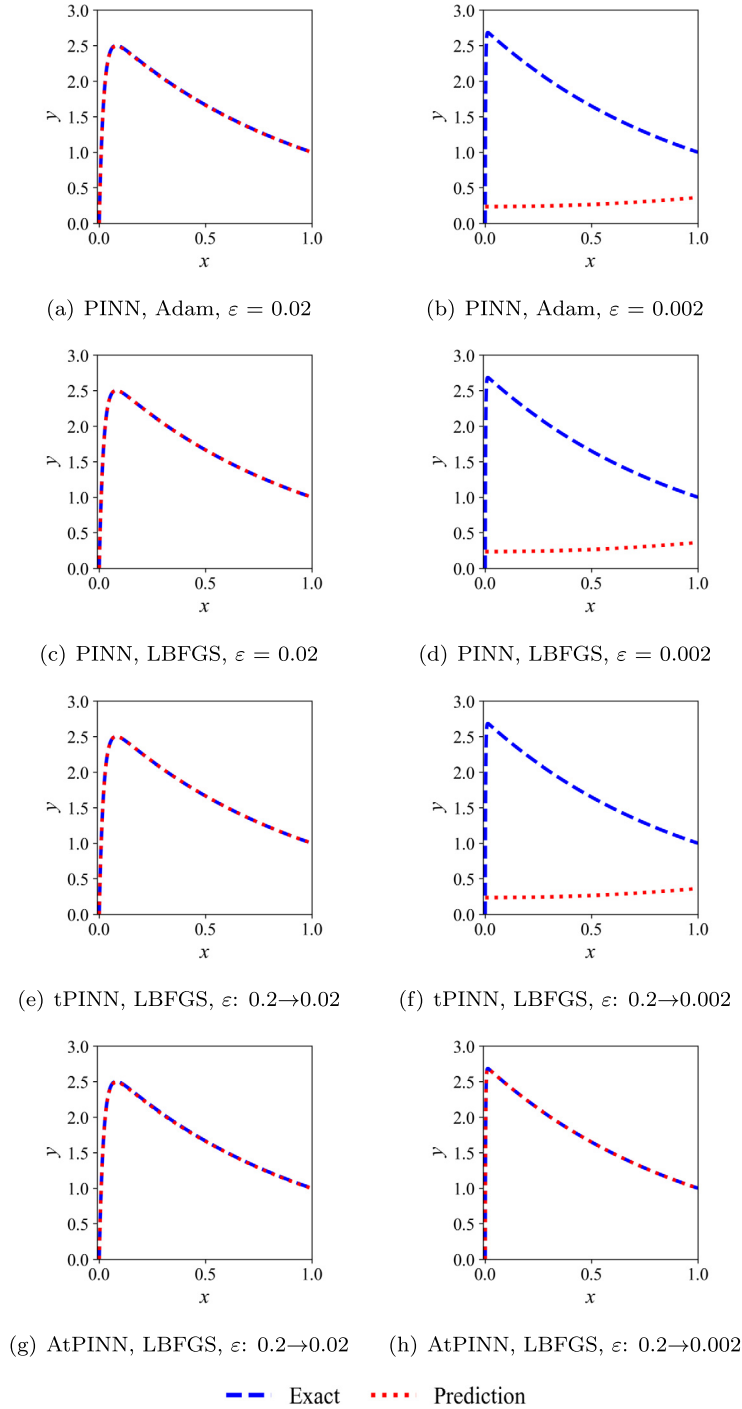 3.0 3.0
2.5 2.5
2.0 2.0
y 1.5 y 1.5
1.0 1.0
0.5 0.5
0.0 0.0
0.0 0.5 1.0 0.0 0.5 1.0
x x
(a) PINN, Adam, ε = 0.02 (b) PINN, Adam, ε = 0.002
3.0 3.0
2.5 2.5
2.0 2.0
y 1.5 y 1.5
1.0 1.0
0.5 0.5
0.0 0.0
0.0 0.5 1.0 0.0 0.5 1.0
x x
(c) PINN, LBFGS, ε = 0.02 (d) PINN, LBFGS, ε = 0.002
3.0 3.0
2.5 2.5
2.0 2.0
y 1.5 y 1.5
1.0 1.0
0.5 0.5
0.0 0.0
0.0 0.5 1.0 0.0 0.5 1.0
x x
(e) tPINN, LBFGS, ε: 0.2→0.02 (f) tPINN, LBFGS, ε: 0.2→0.002
3.0 3.0
2.5 2.5
2.0 2.0
y 1.5 y 1.5
1.0 1.0
0.5 0.5
0.0 0.0
0.0 0.5 1.0 0.0 0.5 1.0
x x
(g) AtPINN, LBFGS, ε: 0.2→0.02 (h) AtPINN, LBFGS, ε: 0.2→0.002
Exact Prediction